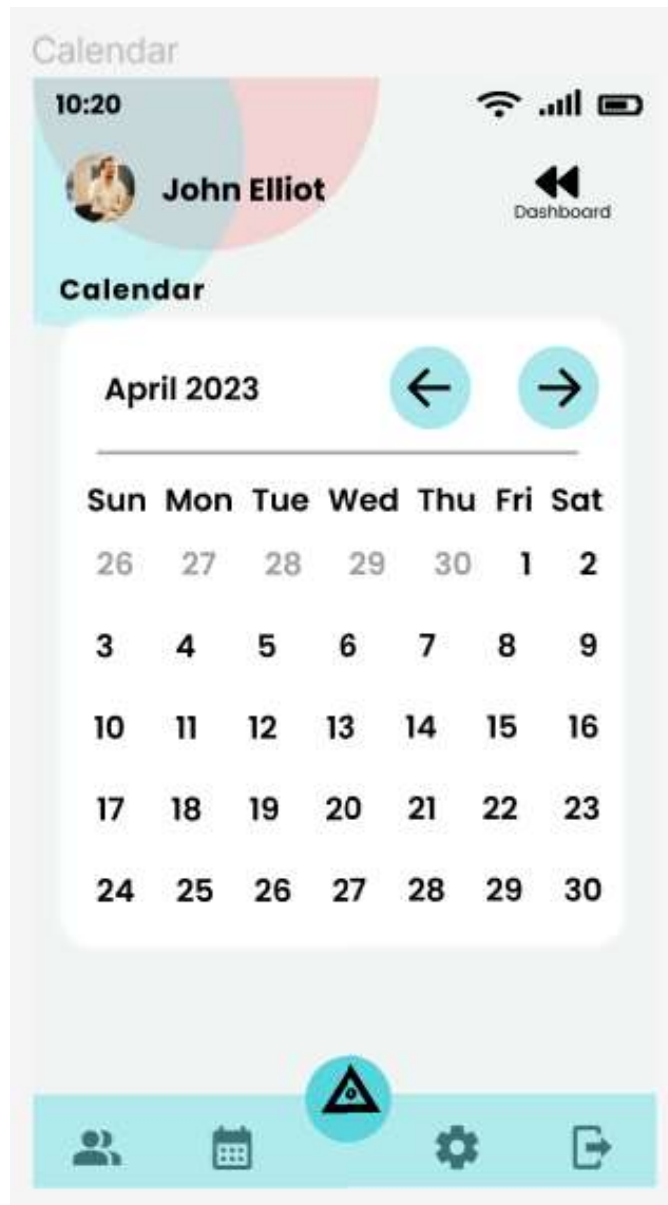 Calendar
10:20
John Elliot
Dashboard
Calendar
April 2023
Sun Mon Tue Wed Thu Fri Sat
26 27 28 29 30 1 2
3 4 5 6 7 8 9
10 11 12 13 14 15 16
17 18 19 20 21 22 23
24 25 26 27 28 29 30